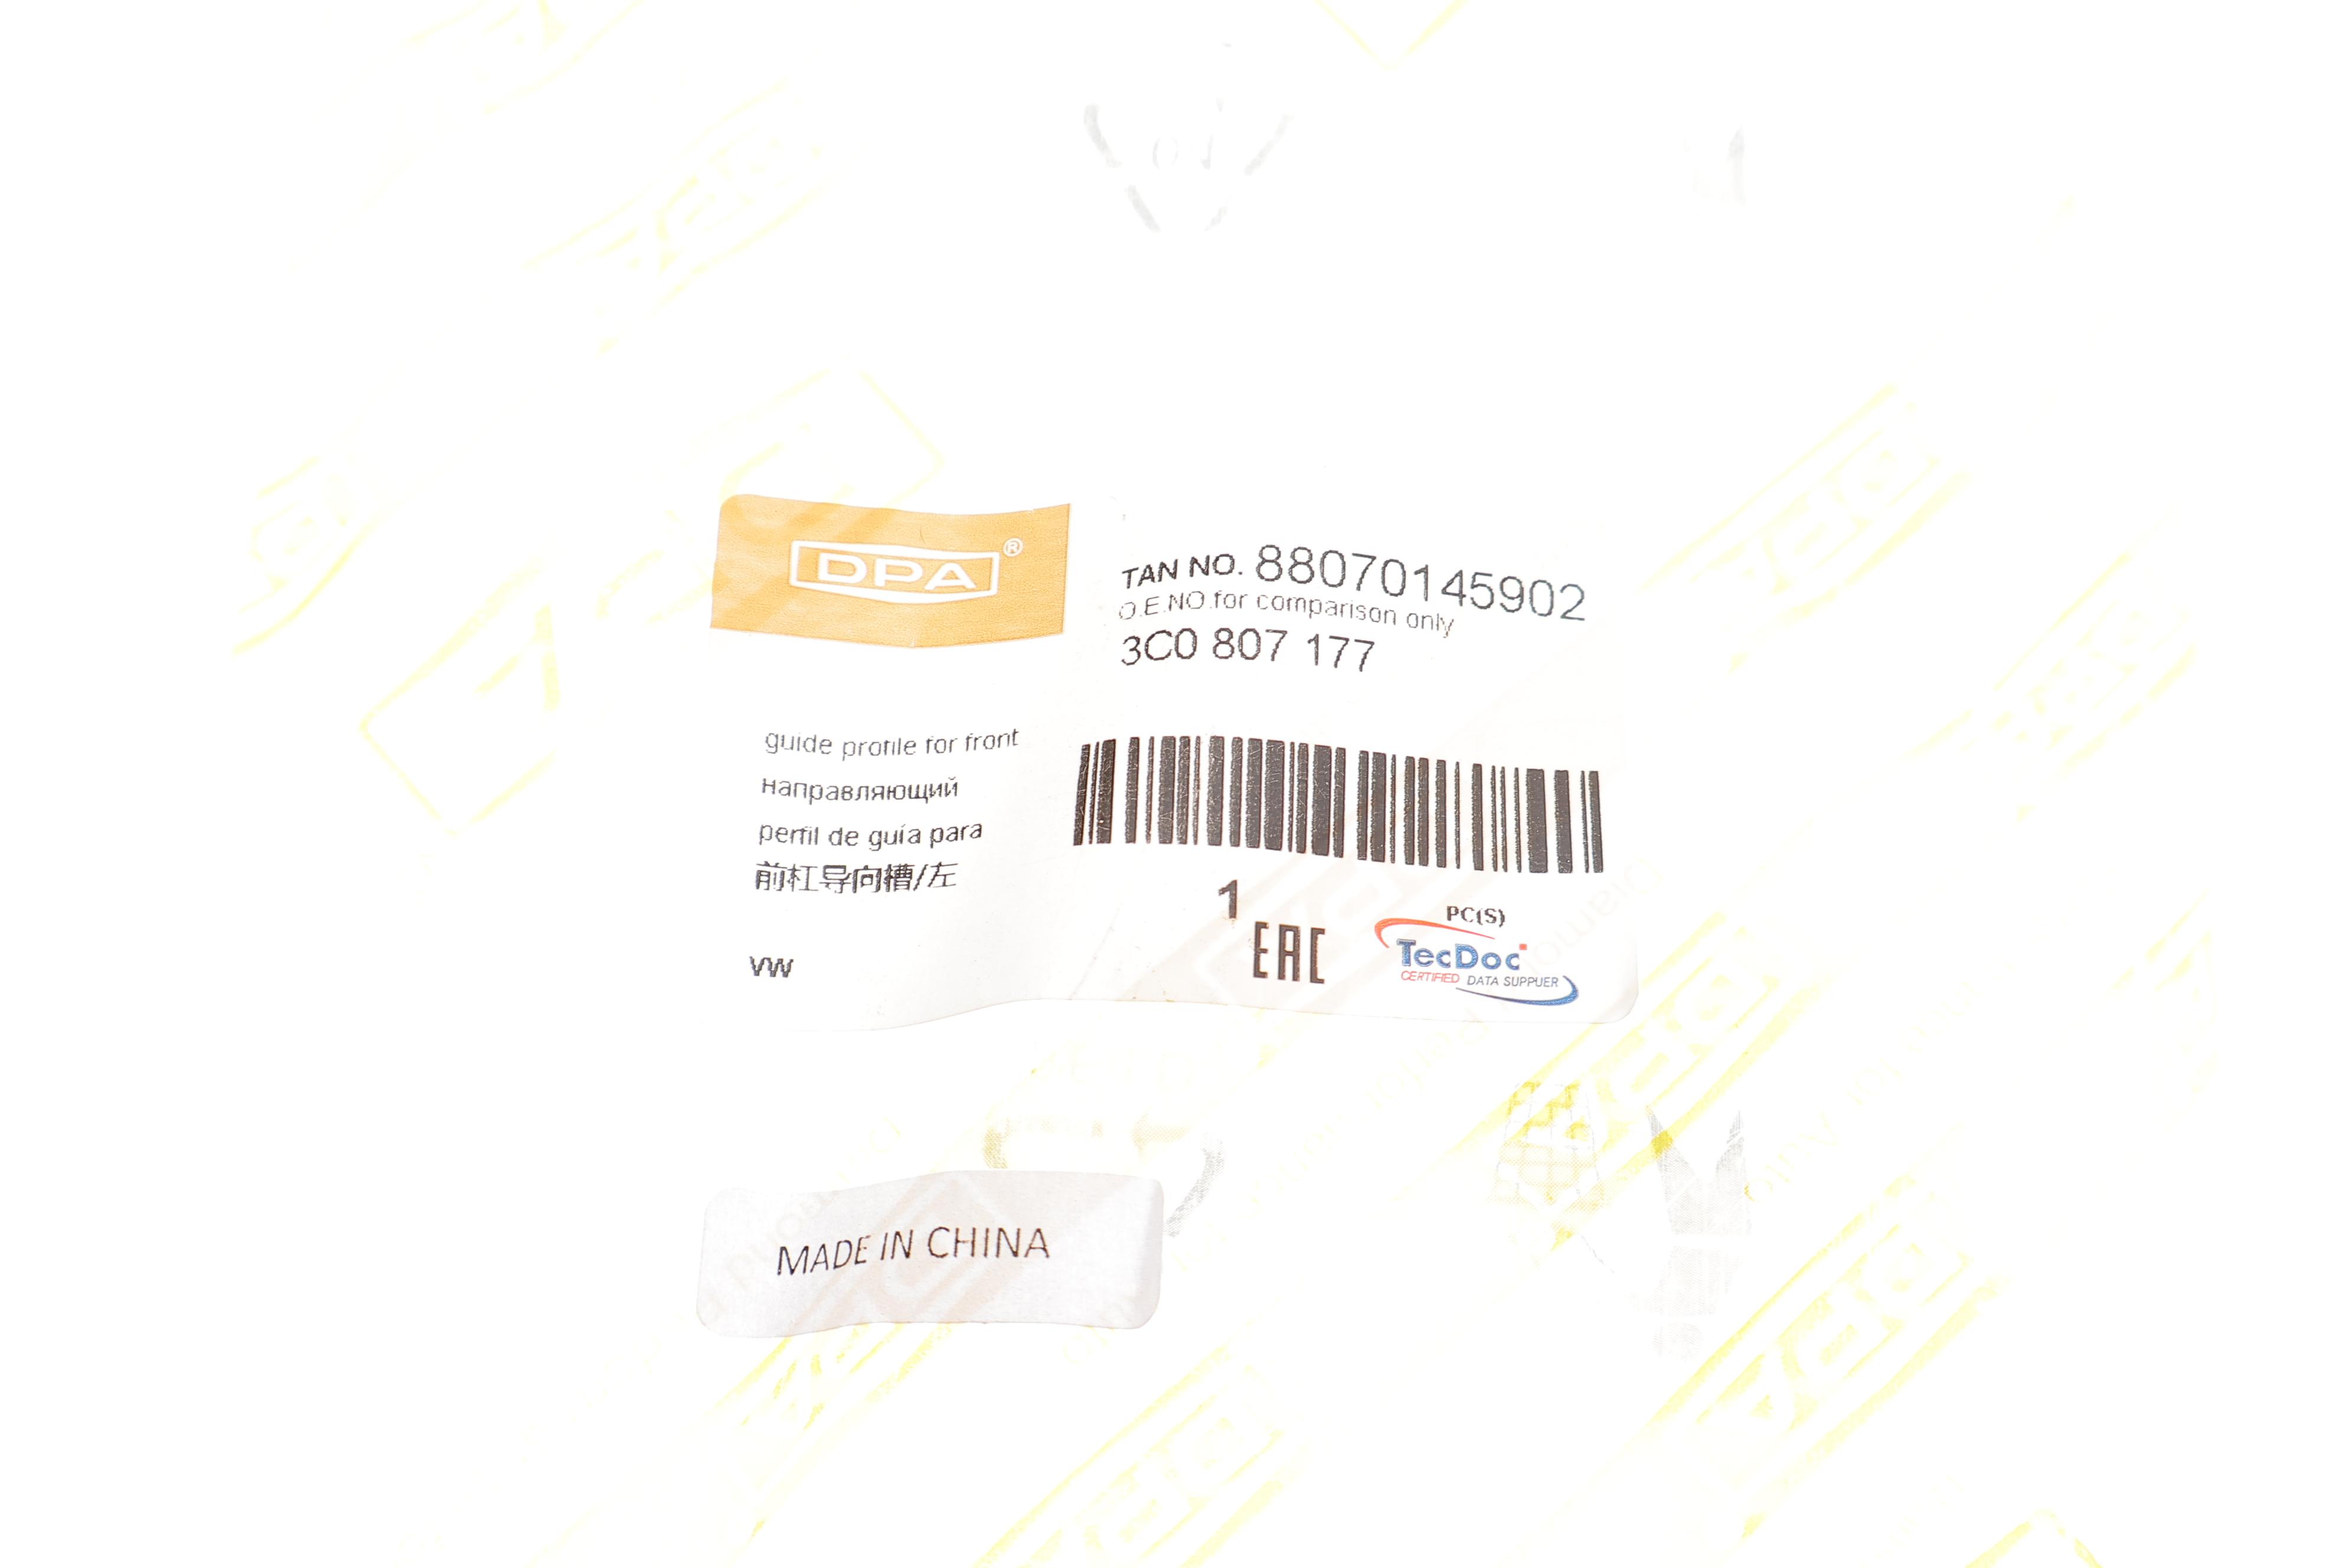 DPA®
TAN NO. 88070145902
O.E.NO.for comparison only
3C0 807 177
guide profile for front
направляющий
perfil de guía para
前杠导向槽/左
VW
1
PC(S)
EAC
TecDoc
CERTIFIED DATA SUPPLIER
MADE IN CHINA